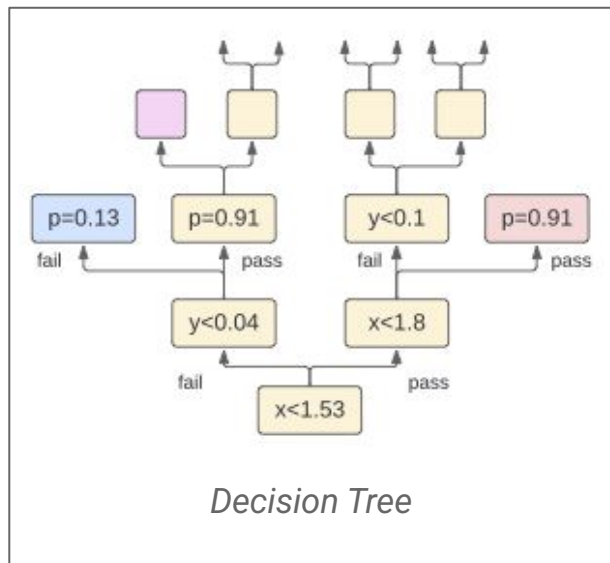 p=0.13 p=0.91 y<0.1 p=0.91
fail pass fail pass
y<0.04 x<1.8
fail pass
x<1.53
Decision Tree